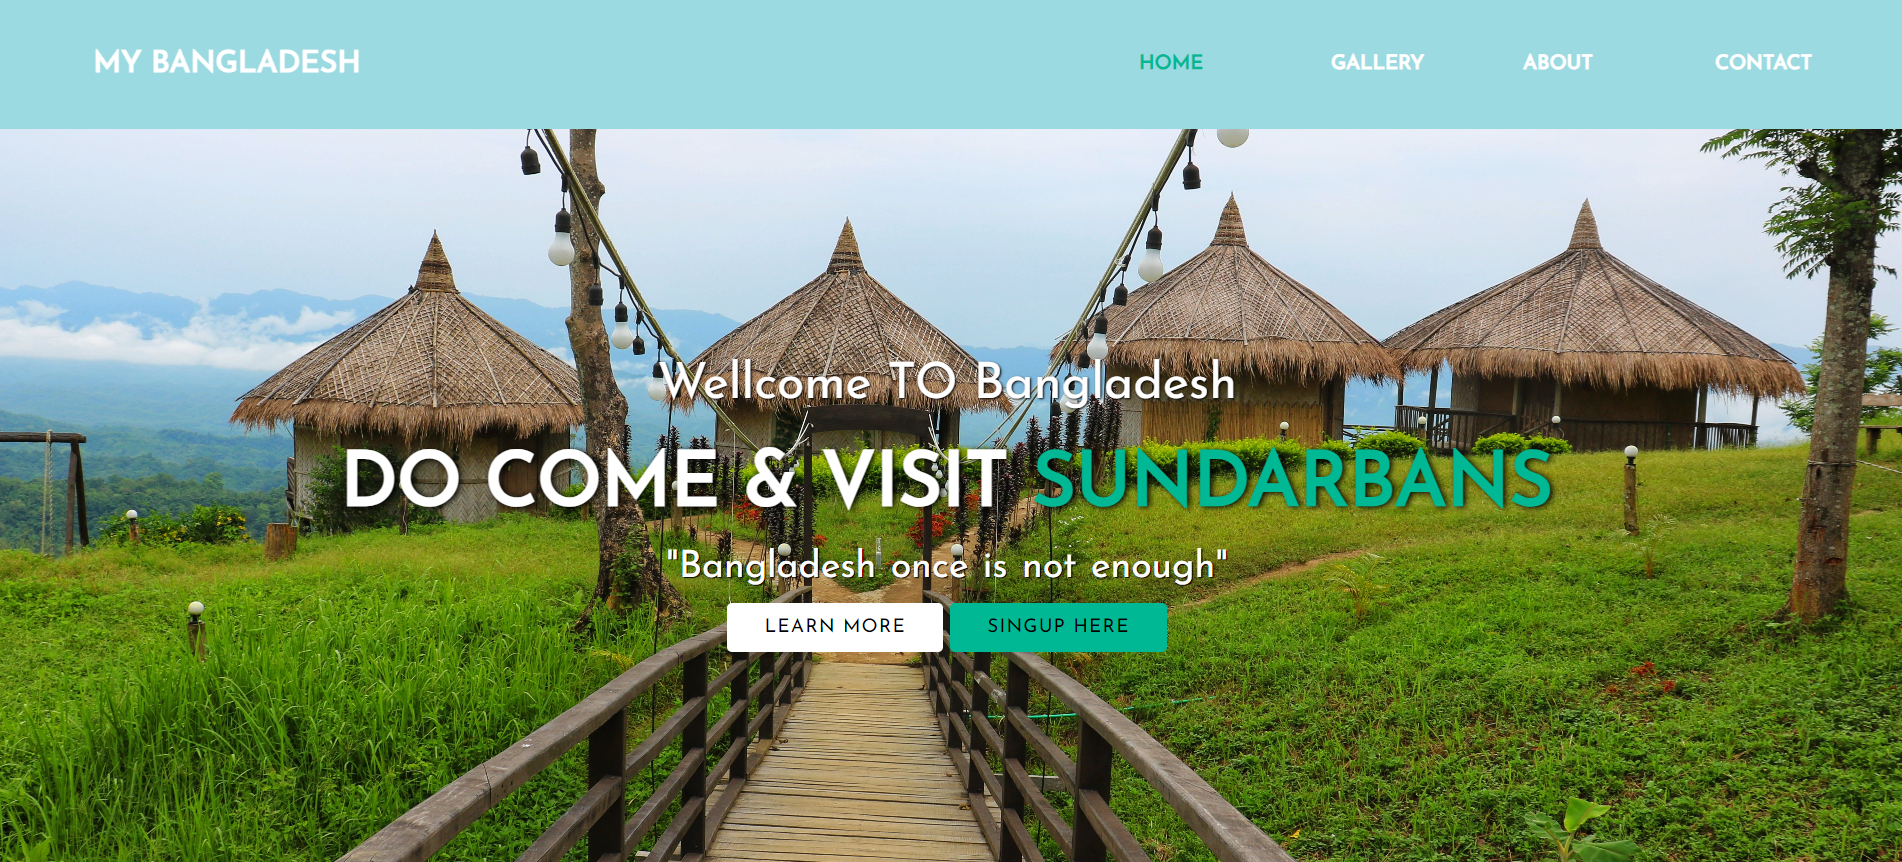 MY BANGLADESH HOME GALLERY ABOUT CONTACT
Wellcome TO Bangladesh
DO COME & VISIT SUNDARBANS
"Bangladesh once is not enough"
LEARN MORE SINGUP HERE